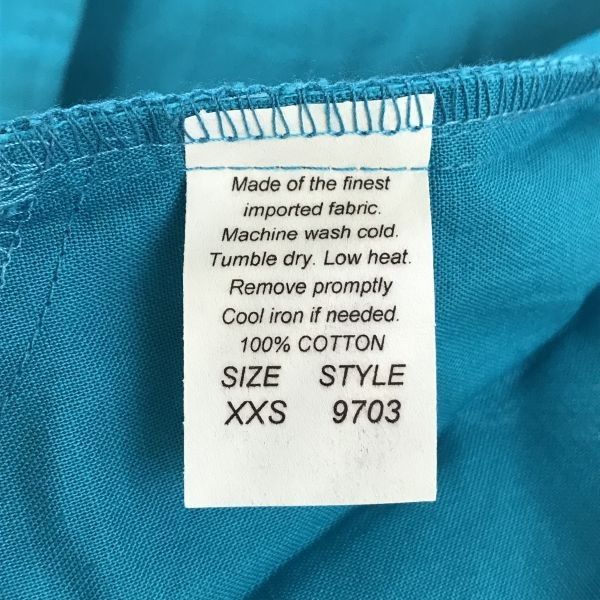 Made of the finest
imported fabric.
Machine wash cold.
Tumble dry. Low heat.
Remove promptly
Cool iron if needed.
100% COTTON
SIZE STYLE
XXS 9703